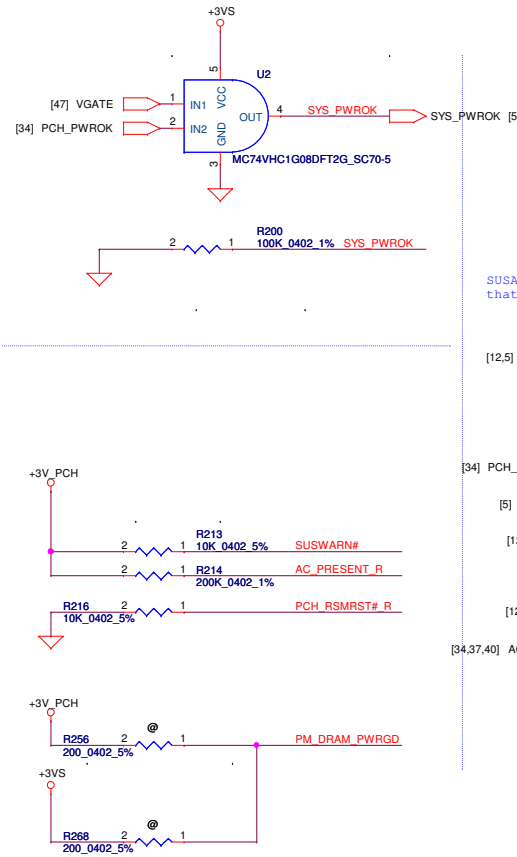 +3VS
5
U2
[47] VGATE
1
IN1
VCC
OUT
4
SYS_PWROK
SYS_PWROK [5
[34] PCH_PWROK
2
IN2
GND
3
MC74VHC1G08DFT2G_SC70-5
R200
2
1
100K_0402_1%
SYS_PWROK
SUSA
that
[12,5]
+3V_PCH
[34] PCH_
[5]
R213
2
1
10K_0402_5%
SUSWARN#
2
1
R214
AC_PRESENT_R
200K_0402_1%
R216
2
1
PCH_RSMRST#_R
10K_0402_5%
[34,37,40]
+3V_PCH
@
R256
2
1
PM_DRAM_PWRGD
200_0402_5%
+3VS
@
R268
2
1
200_0402_5%